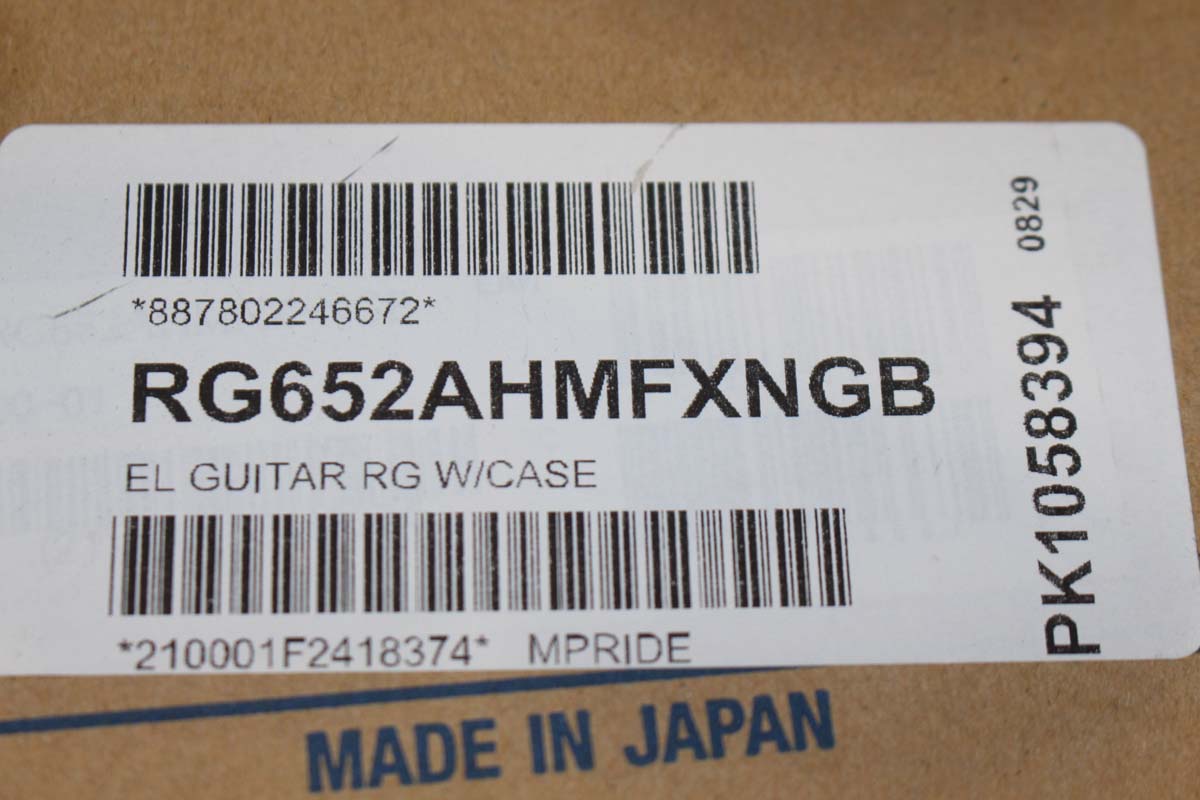 *887802246672*
RG652AHMFXNGB
EL GUITAR RG W/CASE
*210001F2418374* MPRIDE
PK1058394 0829
MADE IN JAPAN